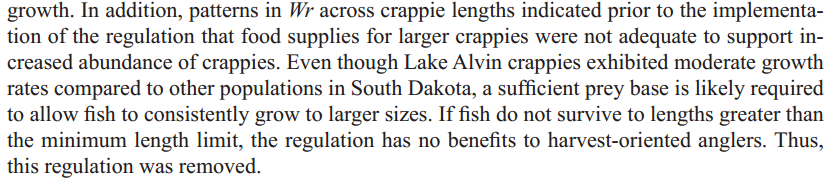 growth. In addition, patterns in Wr across crappie lengths indicated prior to the implementa-
tion of the regulation that food supplies for larger crappies were not adequate to support in-
creased abundance of crappies. Even though Lake Alvin crappies exhibited moderate growth
rates compared to other populations in South Dakota, a sufficient prey base is likely required
to allow fish to consistently grow to larger sizes. If fish do not survive to lengths greater than
the minimum length limit, the regulation has no benefits to harvest-oriented anglers. Thus,
this regulation was removed.